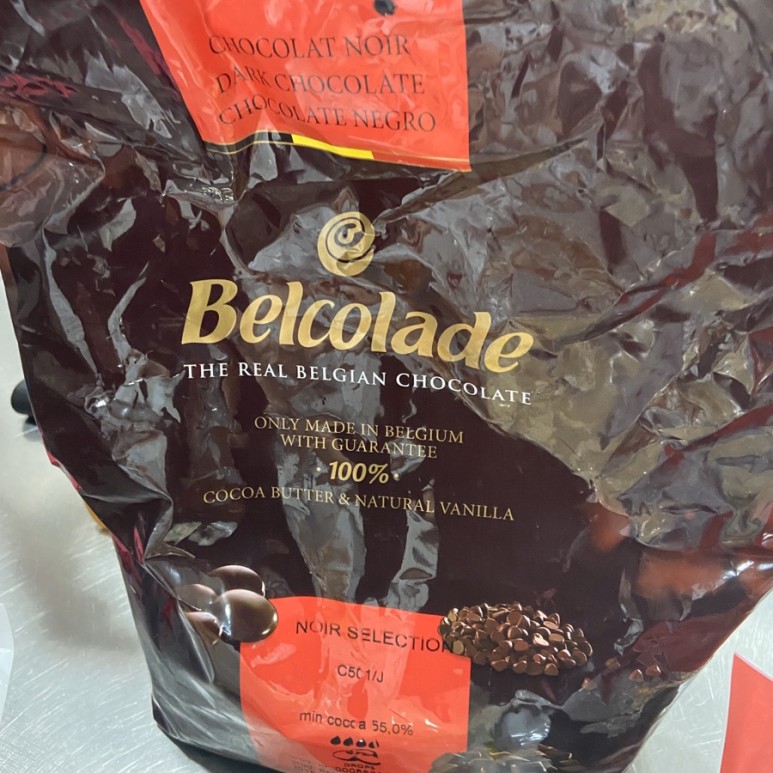 CHOCOLAT NOIR
DARK CHOCOLATE
CHOCOLATE NEGRO
Belcolade
THE REAL BELGIAN CHOCOLATE
ONLY MADE IN BELGIUM
WITH GUARANTEE
· 100% ·
COCOA BUTTER & NATURAL VANILLA
NOIR SELECTION
C501/J
min cocoa 55,0%
DROPS